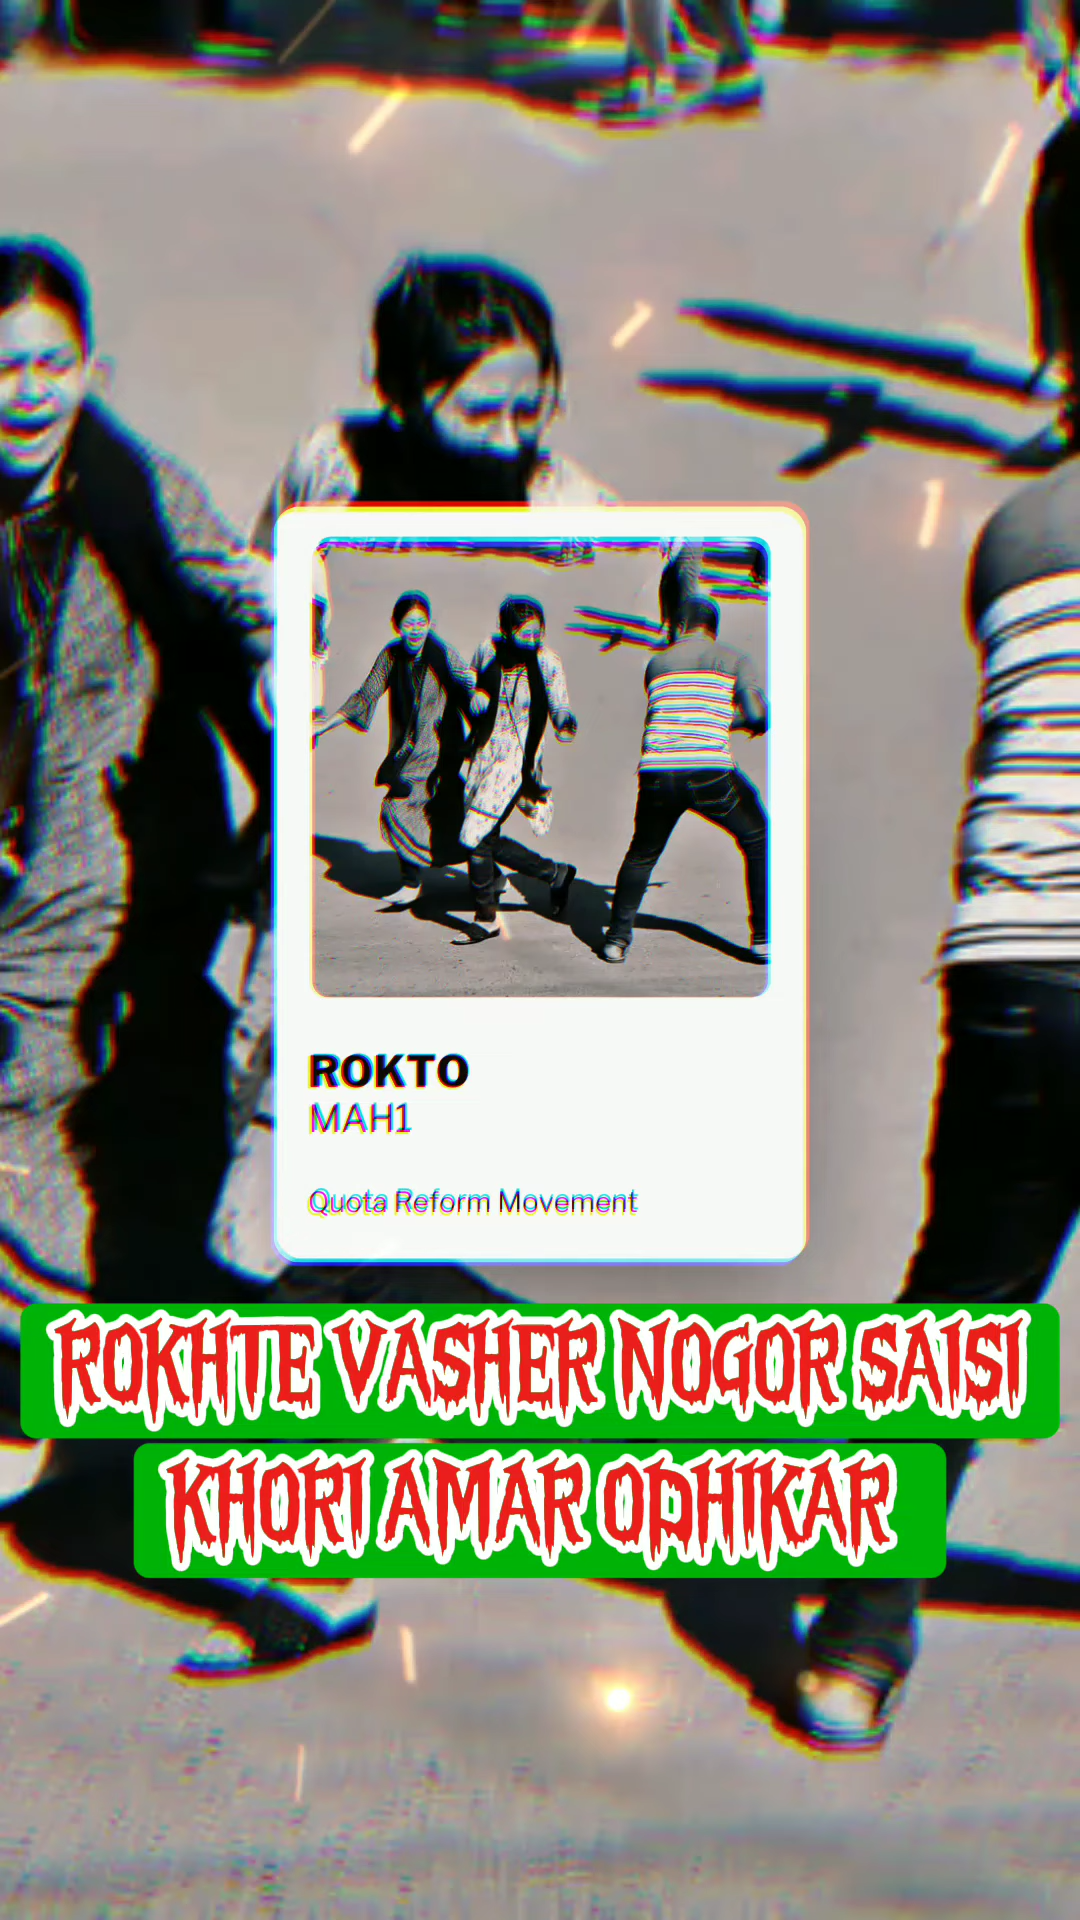 ROKTO
MAH1
Quota Reform Movement
ROKHTE VASHER NOGOR SAISI
KHORI AMAR ODHIKAR